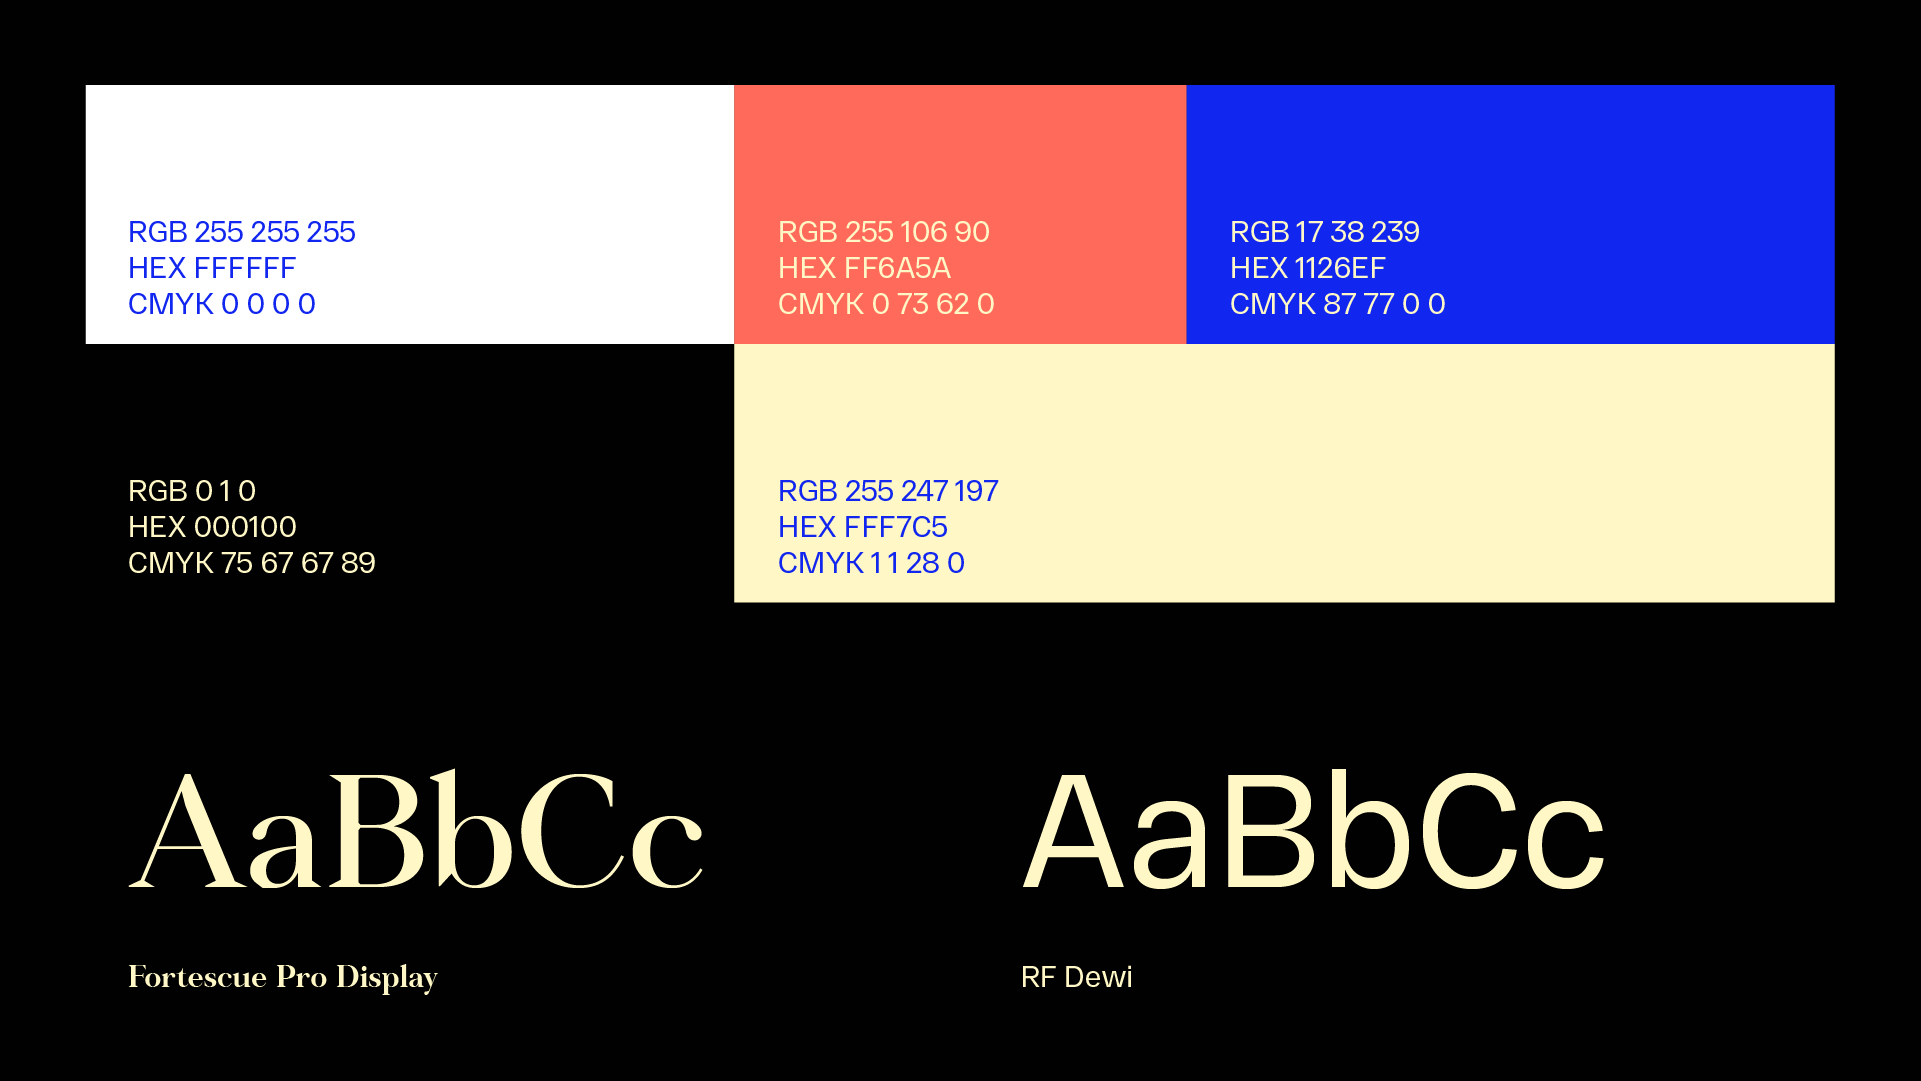 RGB 255 255 255
HEX FFFFFF
CMYK 0 0 0 0
RGB 255 106 90
HEX FF6A5A
CMYK 0 73 62 0
RGB 17 38 239
HEX 1126EF
CMYK 87 77 0 0
RGB 0 1 0
HEX 000100
CMYK 75 67 67 89
RGB 255 247 197
HEX FFF7C5
CMYK 1 1 28 0
AaBbCc
Fortescue Pro Display
AaBbCc
RF Dewi